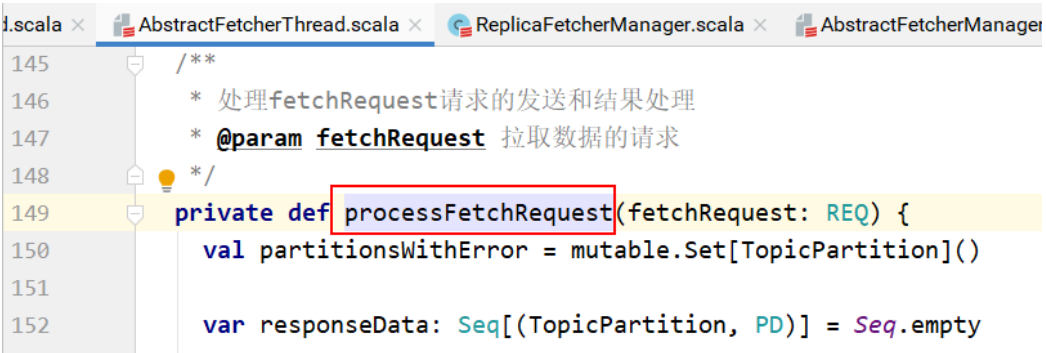 d.scala × AbstractFetcherThread.scala × ReplicaFetcherManager.scala × AbstractFetcherManager
145 /**
146 * 处理fetchRequest请求的发送和结果处理
147 * @param fetchRequest 拉取数据的请求
148 */
149 private def processFetchRequest(fetchRequest: REQ) {
150 val partitionsWithError = mutable.Set[TopicPartition]()
151
152 var responseData: Seq[(TopicPartition, PD)] = Seq.empty